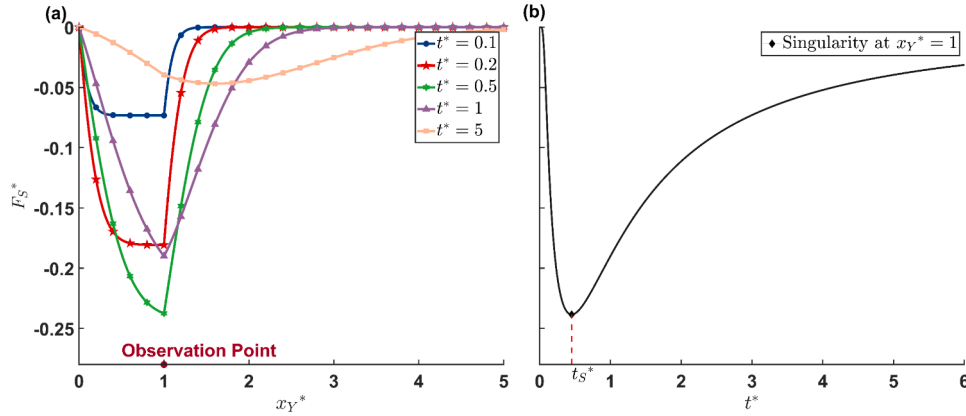 (a)
(b)
0
-0.05
-0.1
-0.15
-0.2
-0.25
F_S^*
t^* = 0.1
t^* = 0.2
t^* = 0.5
t^* = 1
t^* = 5
Observation Point
0 1 2 3 4 5
x_Y^*
♦ Singularity at x_Y^* = 1
t_S^*
0 1 2 3 4 5 6
t^*